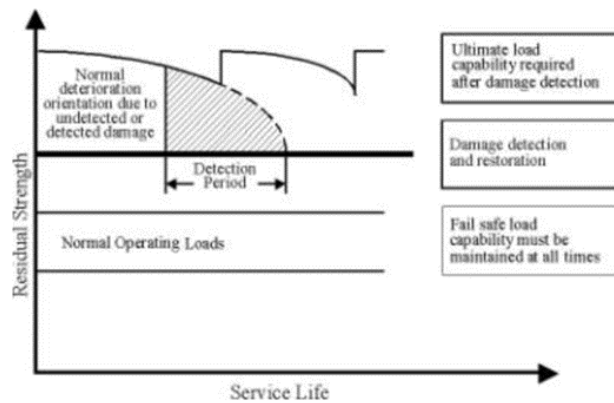 Normal
deterioration
orientation due to
undetected or
detected damage
Detection
Period
Normal Operating Loads
Residual Strength
Service Life
Ultimate load
capability required
after damage detection
Damage detection
and restoration
Fail safe load
capability must be
maintained at all times